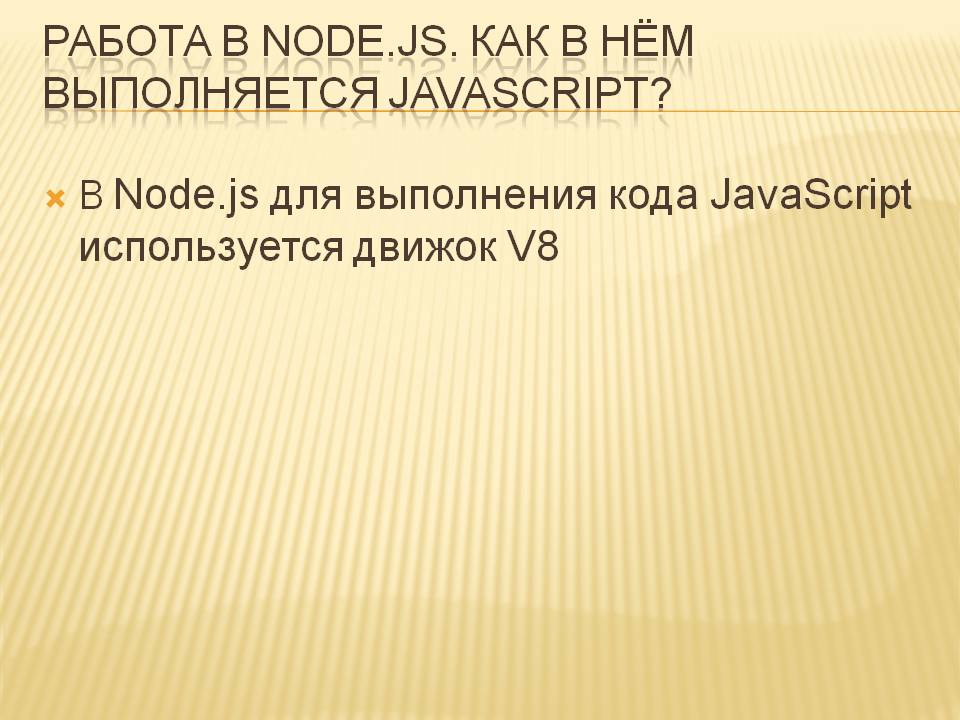 РАБОТА В NODE.JS. КАК В НЁМ
ВЫПОЛНЯЕТСЯ JAVASCRIPT?
В Node.js для выполнения кода JavaScript
используется движок V8